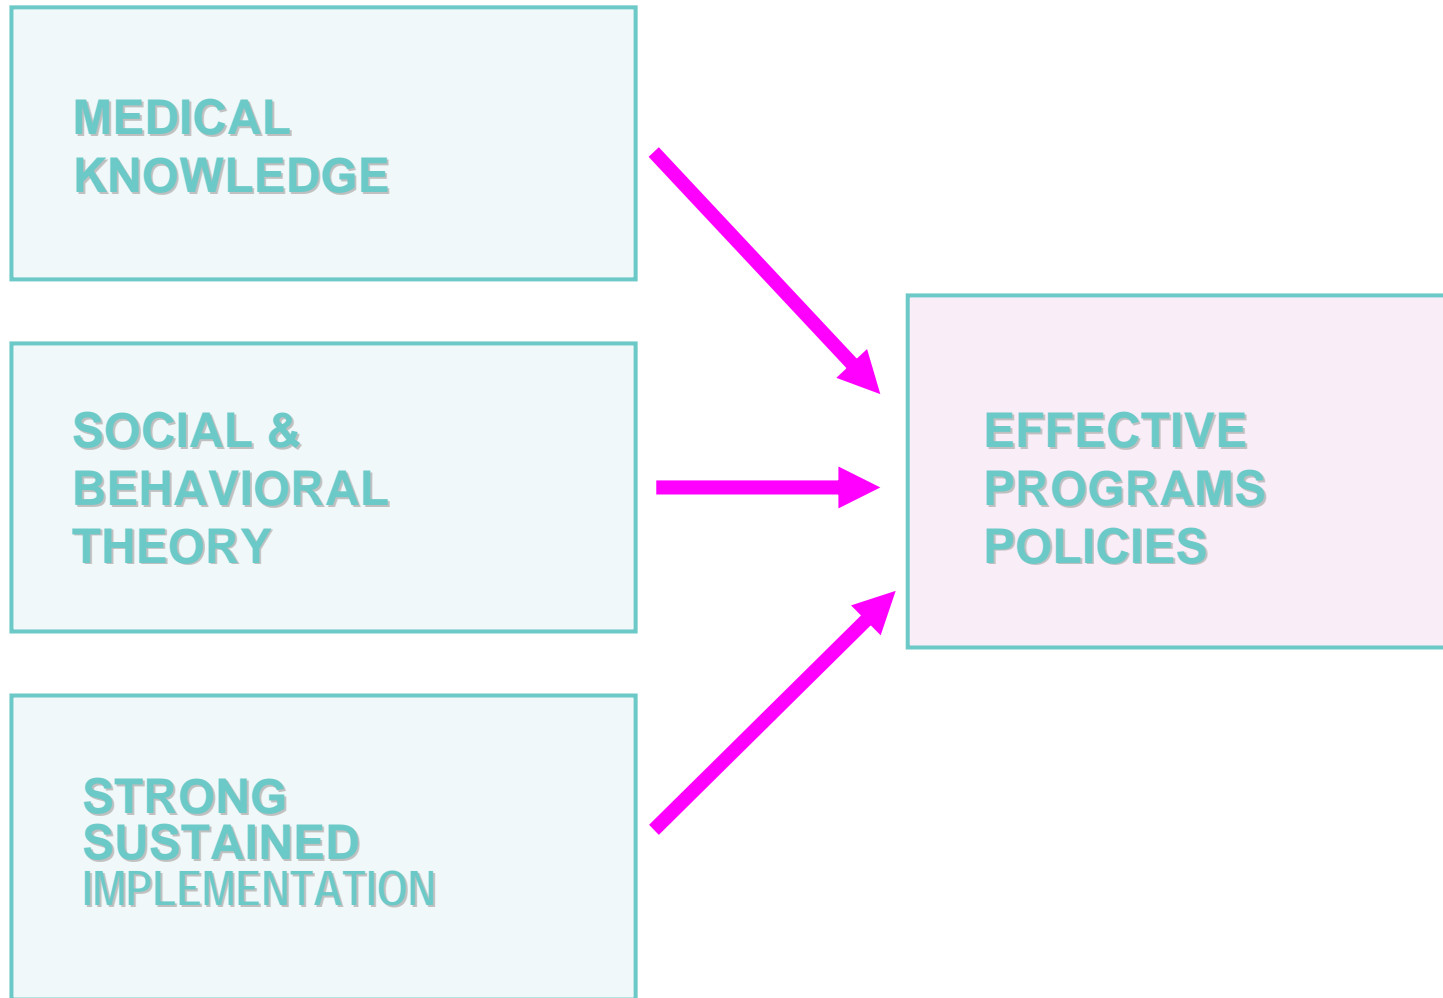 MEDICAL
KNOWLEDGE
SOCIAL &
BEHAVIORAL
THEORY
STRONG
SUSTAINED
IMPLEMENTATION
EFFECTIVE
PROGRAMS
POLICIES